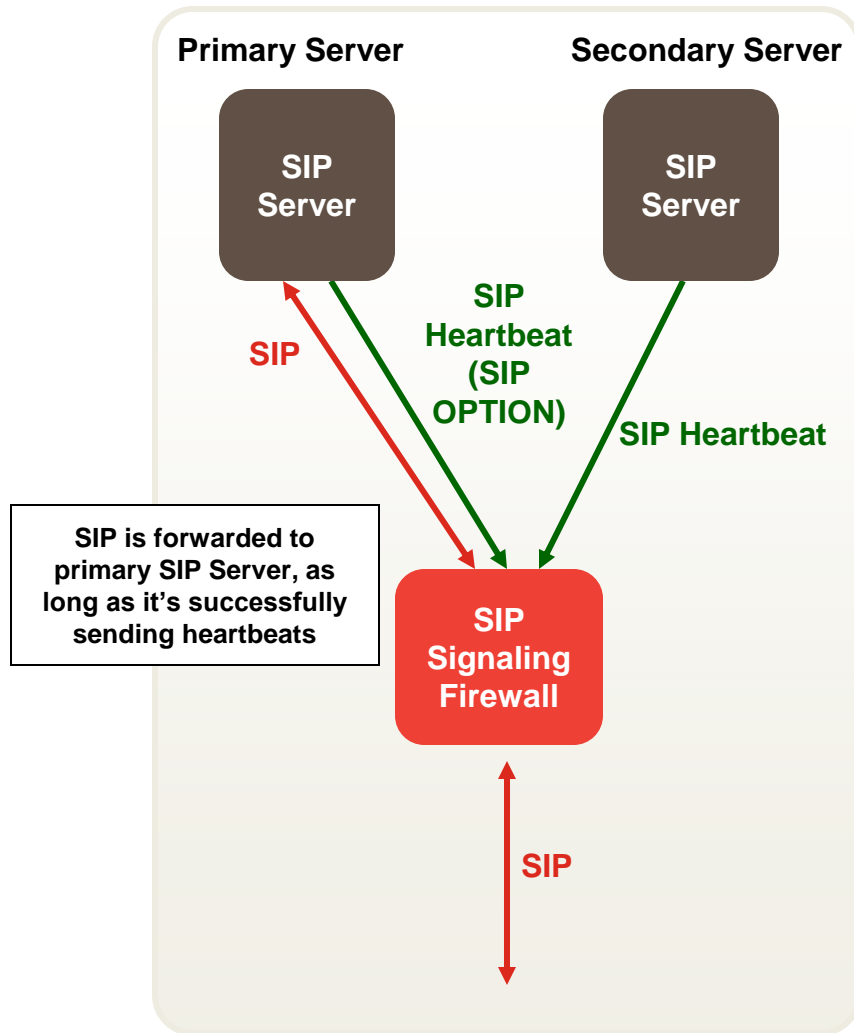 Primary Server
Secondary Server
SIP
Server
SIP
Server
SIP
SIP
Heartbeat
(SIP
OPTION)
SIP Heartbeat
SIP is forwarded to
primary SIP Server, as
long as it’s successfully
sending heartbeats
SIP
Signaling
Firewall
SIP